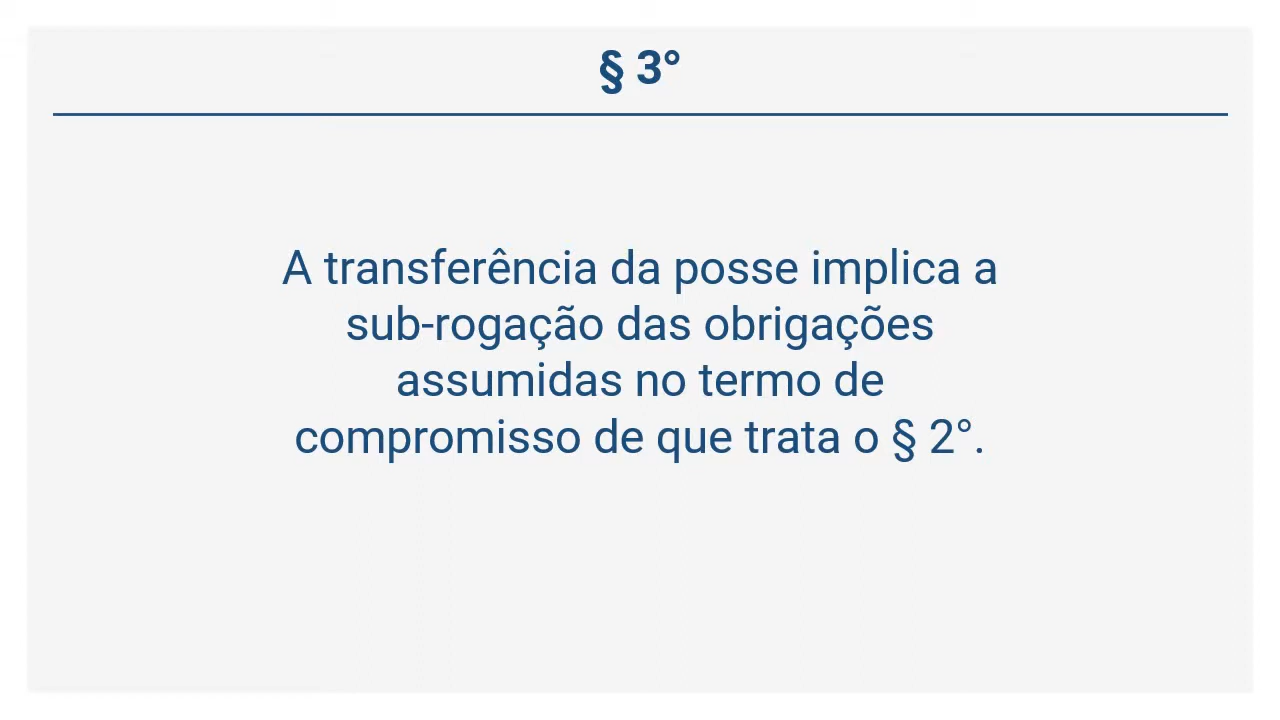 § 3°
A transferência da posse implica a
sub-rogação das obrigações
assumidas no termo de
compromisso de que trata o § 2°.